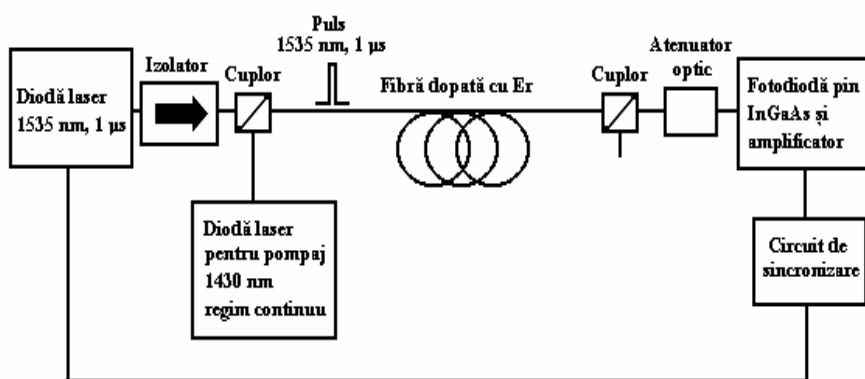 Diodă laser
1535 nm, 1 μs
Izolator
Cuplor
Puls
1535 nm, 1 μs
Fibră dopată cu Er
Cuplor
Atenuator
optic
Fotodiodă pin
InGaAs și
amplificator
Diodă laser
pentru pompaj
1430 nm
regim continuu
Circuit de
sincronizare